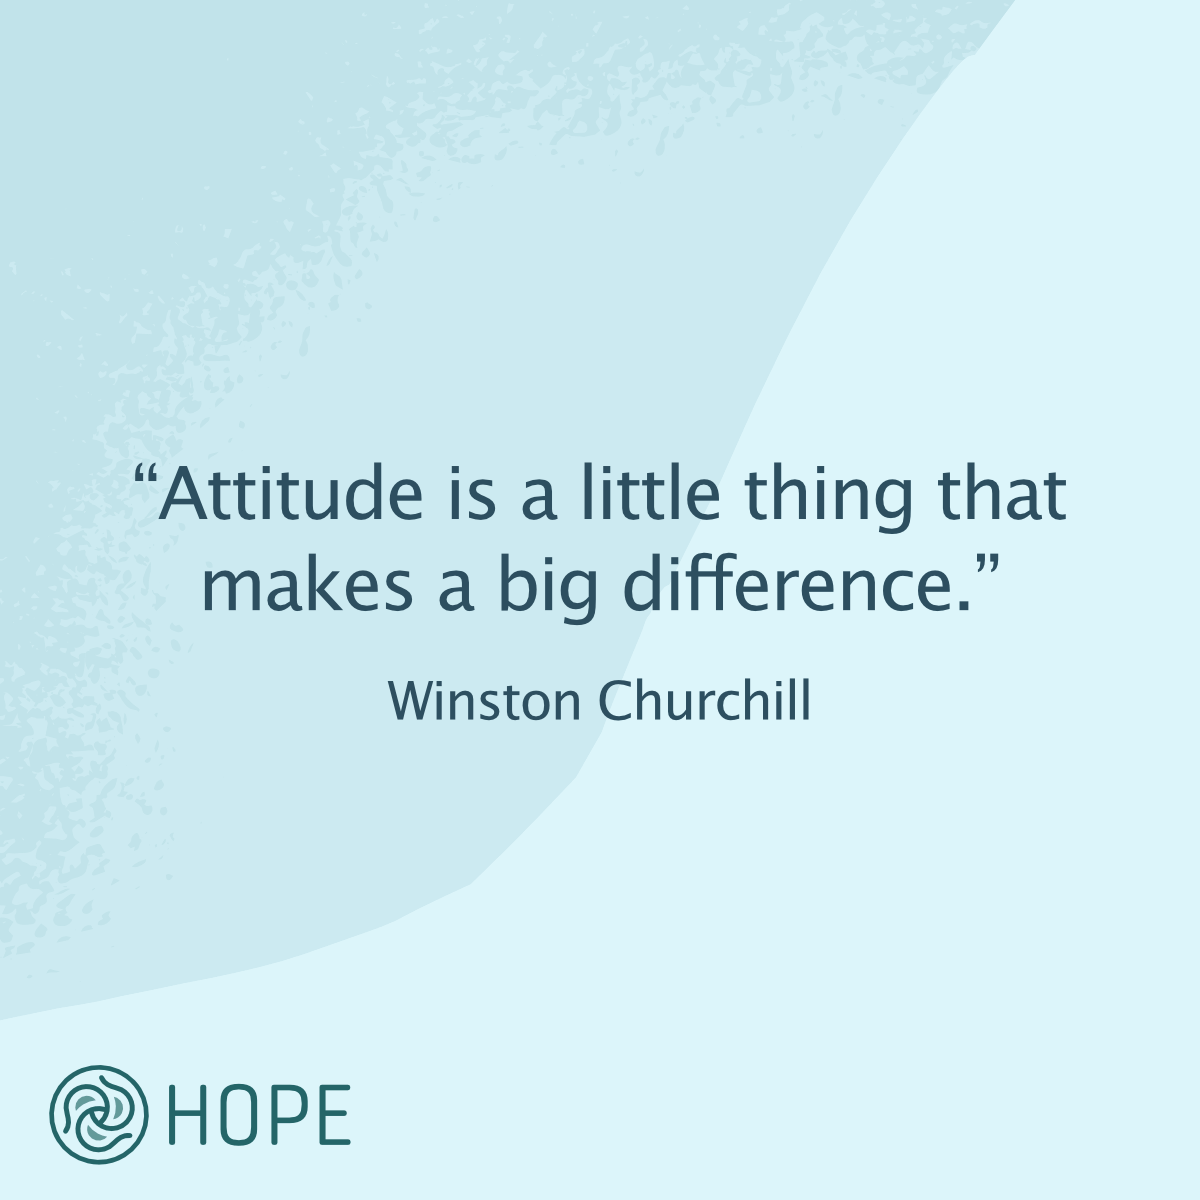 “Attitude is a little thing that
makes a big difference.”
Winston Churchill
HOPE